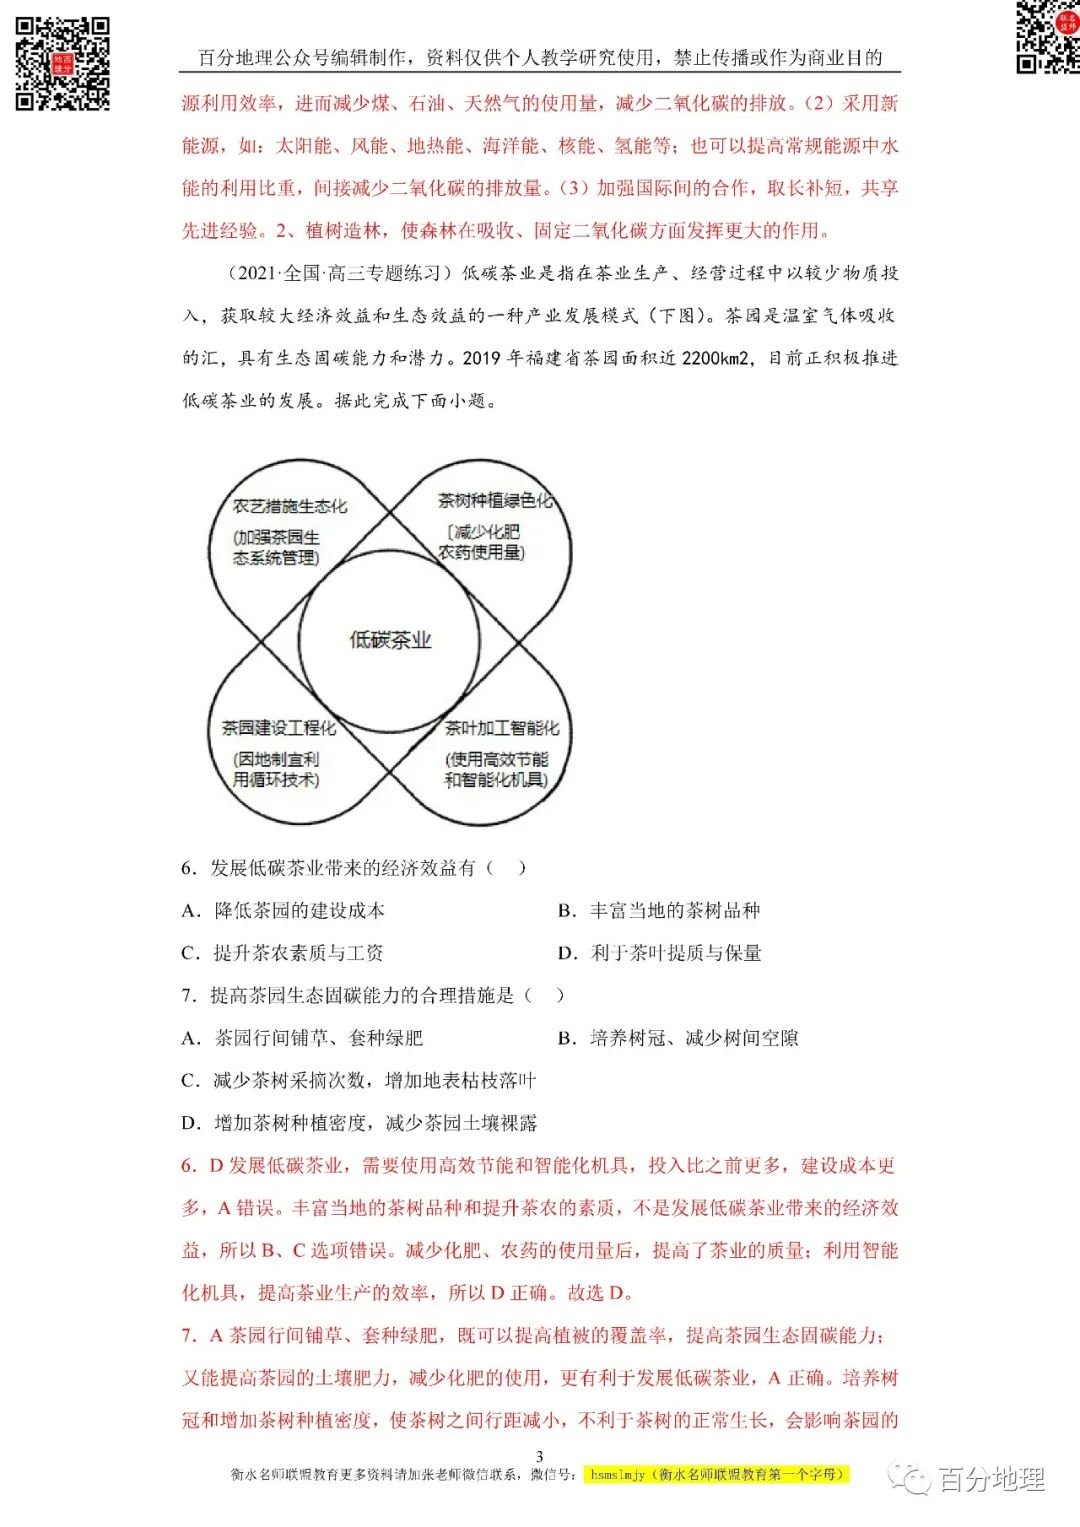 百分地理公众号编辑制作，资料仅供个人教学研究使用，禁止传播或作为商业目的
源利用效率，进而减少煤、石油、天然气的使用量，减少二氧化碳的排放。（2）采用新
能源，如：太阳能、风能、地热能、海洋能、核能、氢能等；也可以提高常规能源中水
能的利用比重，间接减少二氧化碳的排放量。（3）加强国际间的合作，取长补短，共享
先进经验。2、植树造林，使森林在吸收、固定二氧化碳方面发挥更大的作用。
（2021·全国·高三专题练习）低碳茶业是指在茶业生产、经营过程中以较少物质投
入，获取较大经济效益和生态效益的一种产业发展模式（下图）。茶园是温室气体吸收
的汇，具有生态固碳能力和潜力。2019 年福建省茶园面积近 2200km2，目前正积极推进
低碳茶业的发展。据此完成下面小题。
农艺措施生态化
(加强茶园生
态系统管理)
茶树种植绿色化
〔减少化肥
农药使用量)
低碳茶业
茶园建设工程化
(因地制宜利
用循环技术)
茶叶加工智能化
(使用高效节能
和智能化机具)
6．发展低碳茶业带来的经济效益有（　）
A．降低茶园的建设成本
B．丰富当地的茶树品种
C．提升茶农素质与工资
D．利于茶叶提质与保量
7．提高茶园生态固碳能力的合理措施是（　）
A．茶园行间铺草、套种绿肥
B．培养树冠、减少树间空隙
C．减少茶树采摘次数，增加地表枯枝落叶
D．增加茶树种植密度，减少茶园土壤裸露
6．D 发展低碳茶业，需要使用高效节能和智能化机具，投入比之前更多，建设成本更
多，A 错误。丰富当地的茶树品种和提升茶农的素质，不是发展低碳茶业带来的经济效
益，所以 B、C 选项错误。减少化肥、农药的使用量后，提高了茶业的质量；利用智能
化机具，提高茶业生产的效率，所以 D 正确。故选 D。
7．A 茶园行间铺草、套种绿肥，既可以提高植被的覆盖率，提高茶园生态固碳能力；
又能提高茶园的土壤肥力，减少化肥的使用，更有利于发展低碳茶业，A 正确。培养树
冠和增加茶树种植密度，使茶树之间行距减小，不利于茶树的正常生长，会影响茶园的
3
衡水名师联盟教育更多资料请加张老师微信联系，微信号： hsmslmjy（衡水名师联盟教育第一个字母）
百分地理